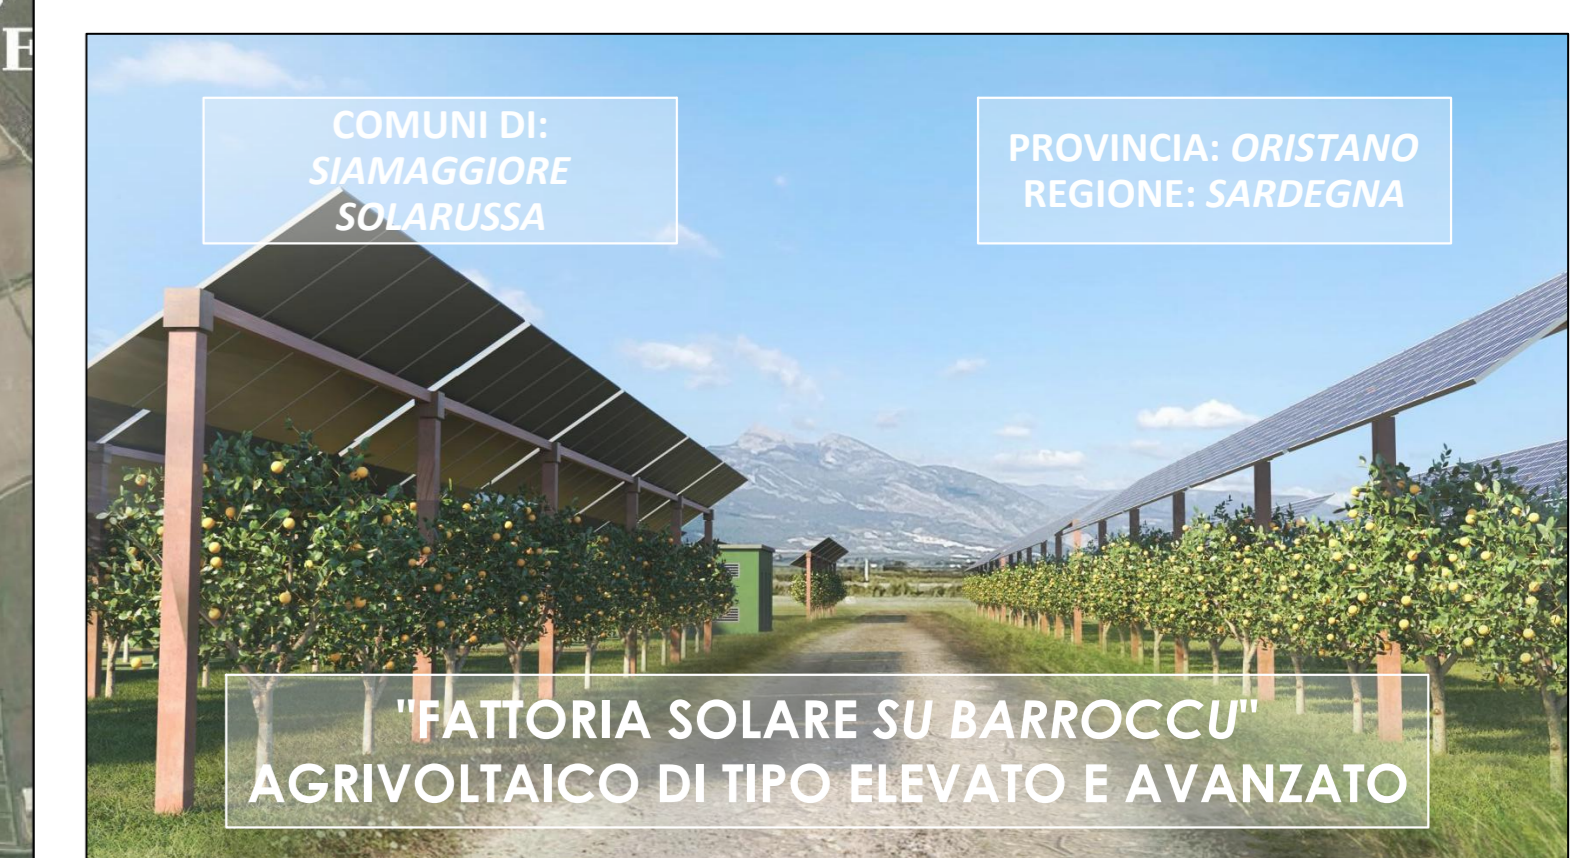 E
COMUNI DI:
SIAMAGGIORE
SOLARUSSA
PROVINCIA: ORISTANO
REGIONE: SARDEGNA
"FATTORIA SOLARE SU BARROCCU"
AGRIVOLTAICO DI TIPO ELEVATO E AVANZATO